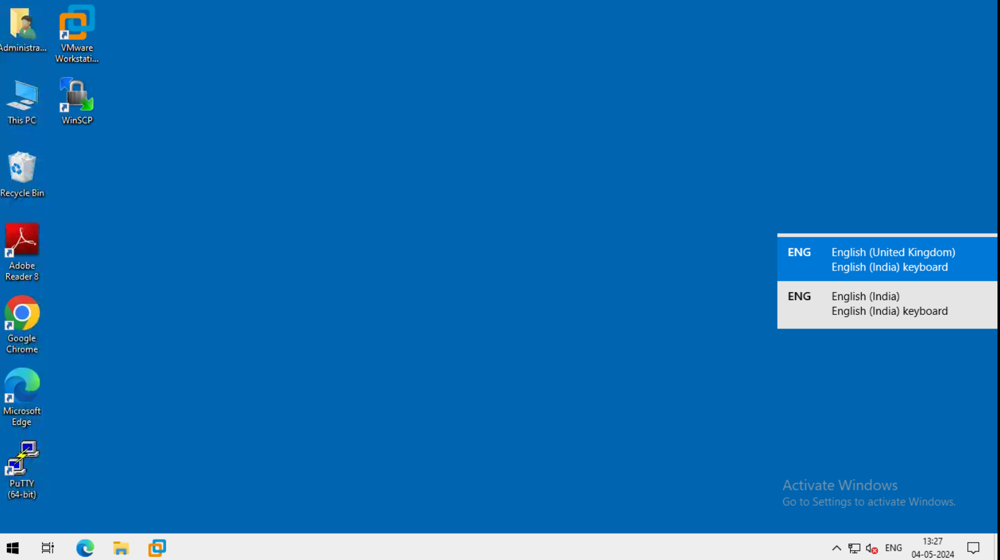 Administra...
VMware
Workstati...
This PC
WinSCP
Recycle Bin
Adobe
Reader 8
Google
Chrome
Microsoft
Edge
PuTTY
(64-bit)
ENG English (United Kingdom)
English (India) keyboard
ENG English (India)
English (India) keyboard
Activate Windows
Go to Settings to activate Windows.
ENG
13:27
04-05-2024